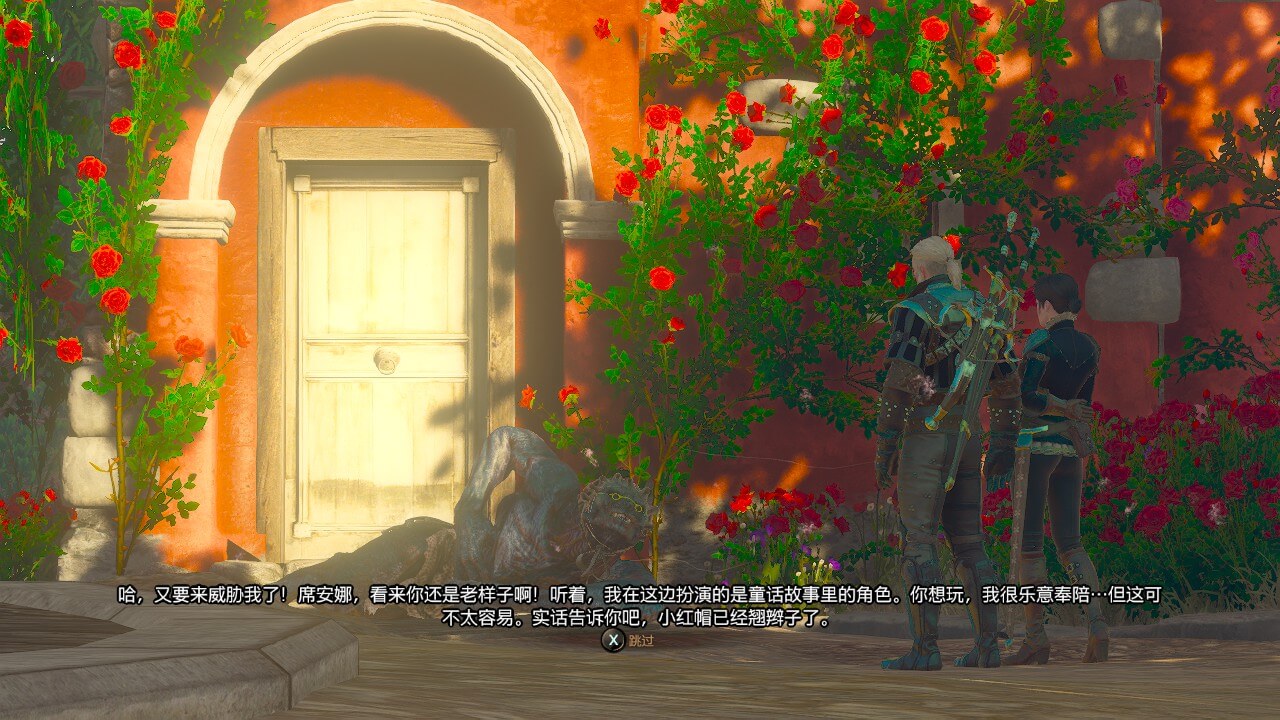 哈，又要来威胁我了！席安娜，看来你还是老样子啊！听着，我在这边扮演的是童话故事里的角色。你想玩，我很乐意奉陪…但这可
不太容易。实话告诉你吧，小红帽已经翘辫子了。
X 跳过